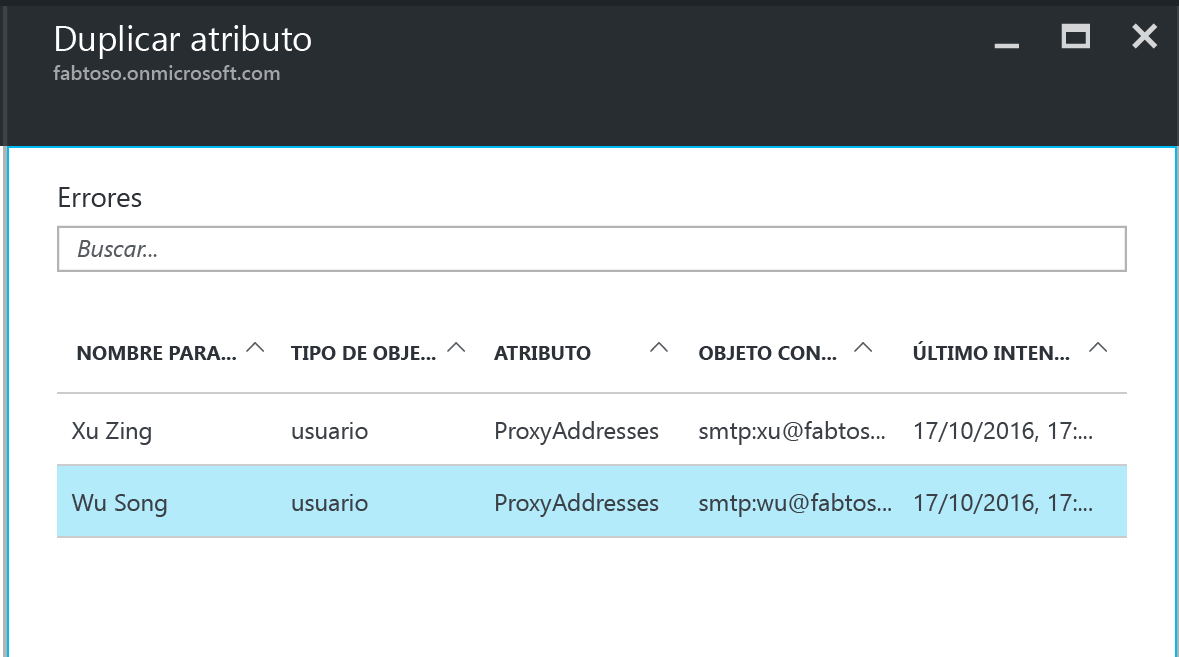 Duplicar atributo
fabtoso.onmicrosoft.com
Errores
Buscar...
NOMBRE PARA... TIPO DE OBJE... ATRIBUTO OBJETO CON... ÚLTIMO INTEN...
Xu Zing usuario ProxyAddresses smtp:xu@fabtos... 17/10/2016, 17:...
Wu Song usuario ProxyAddresses smtp:wu@fabtos... 17/10/2016, 17:...